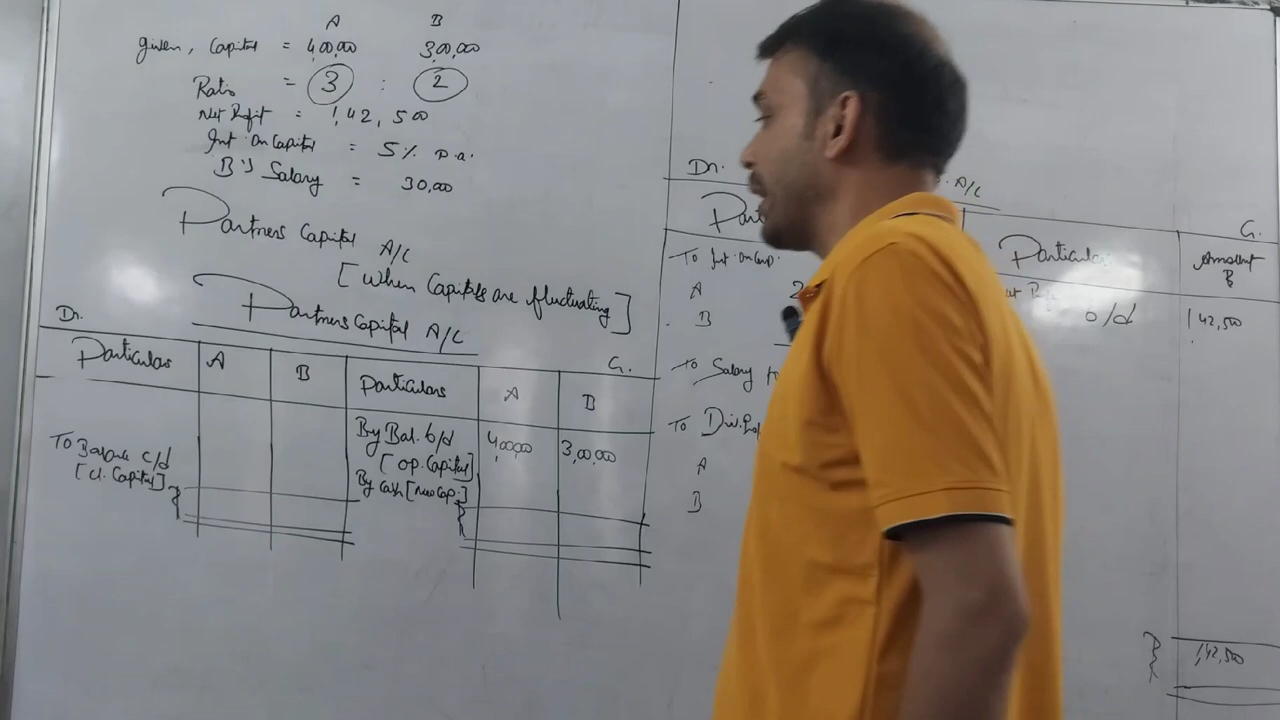 A B
Given, Capital = 4,00,000 3,00,000
Ratio = 3 : 2
Net Profit = 1,42,500
Int. On Capital = 5% p.a.
B's Salary = 30,000
Partners Capital A/C
[When Capitals are fluctuating]
Partners Capital A/C
Dr. Cr.
Particulars A B Particulars A B
By Bal. b/d 4,00,000 3,00,000
[op. Capital]
To Balance c/d
[cl. Capital]
By Cash [New Cap.]
Dr. A/C Cr.
Part Particulars Amount
To Int. On Cap.
A 2
B
b/d 1,42,500
To Salary
To Div.
A
B
1,42,500